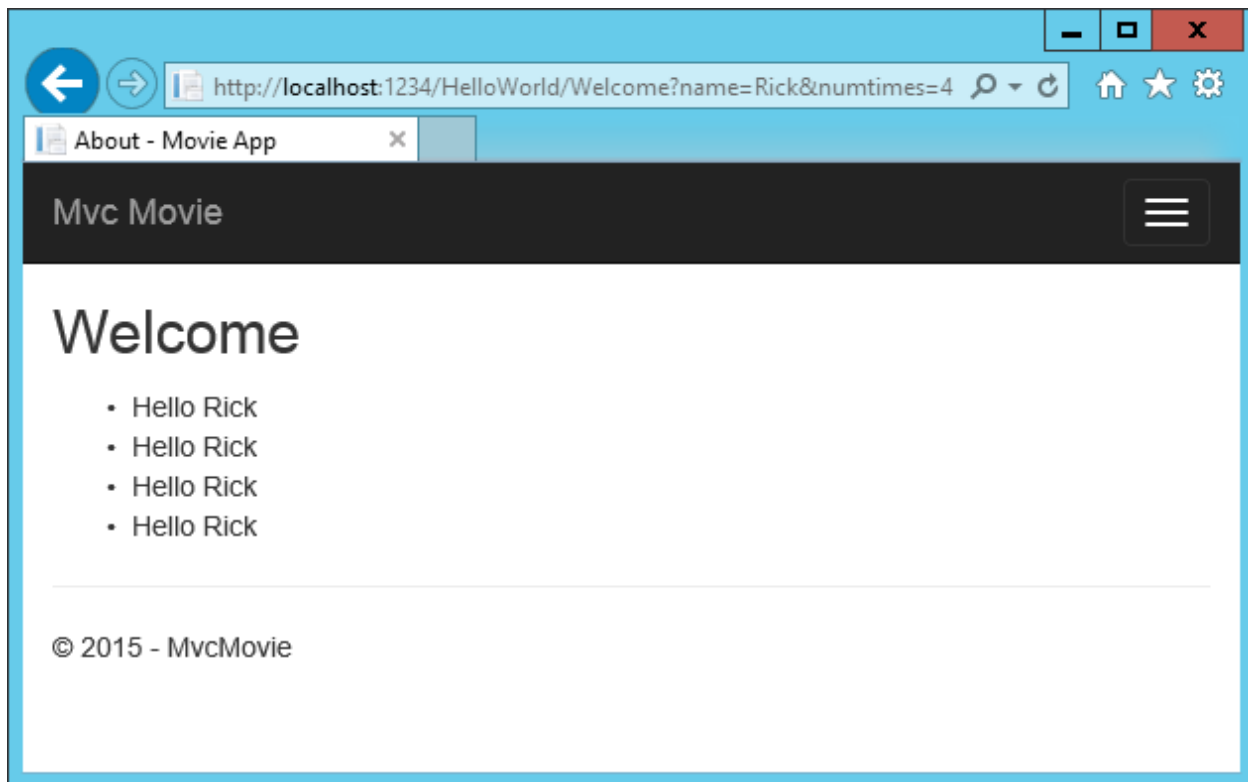 http://localhost:1234/HelloWorld/Welcome?name=Rick&numtimes=4
About - Movie App
Mvc Movie
Welcome
• Hello Rick
• Hello Rick
• Hello Rick
• Hello Rick
© 2015 - MvcMovie